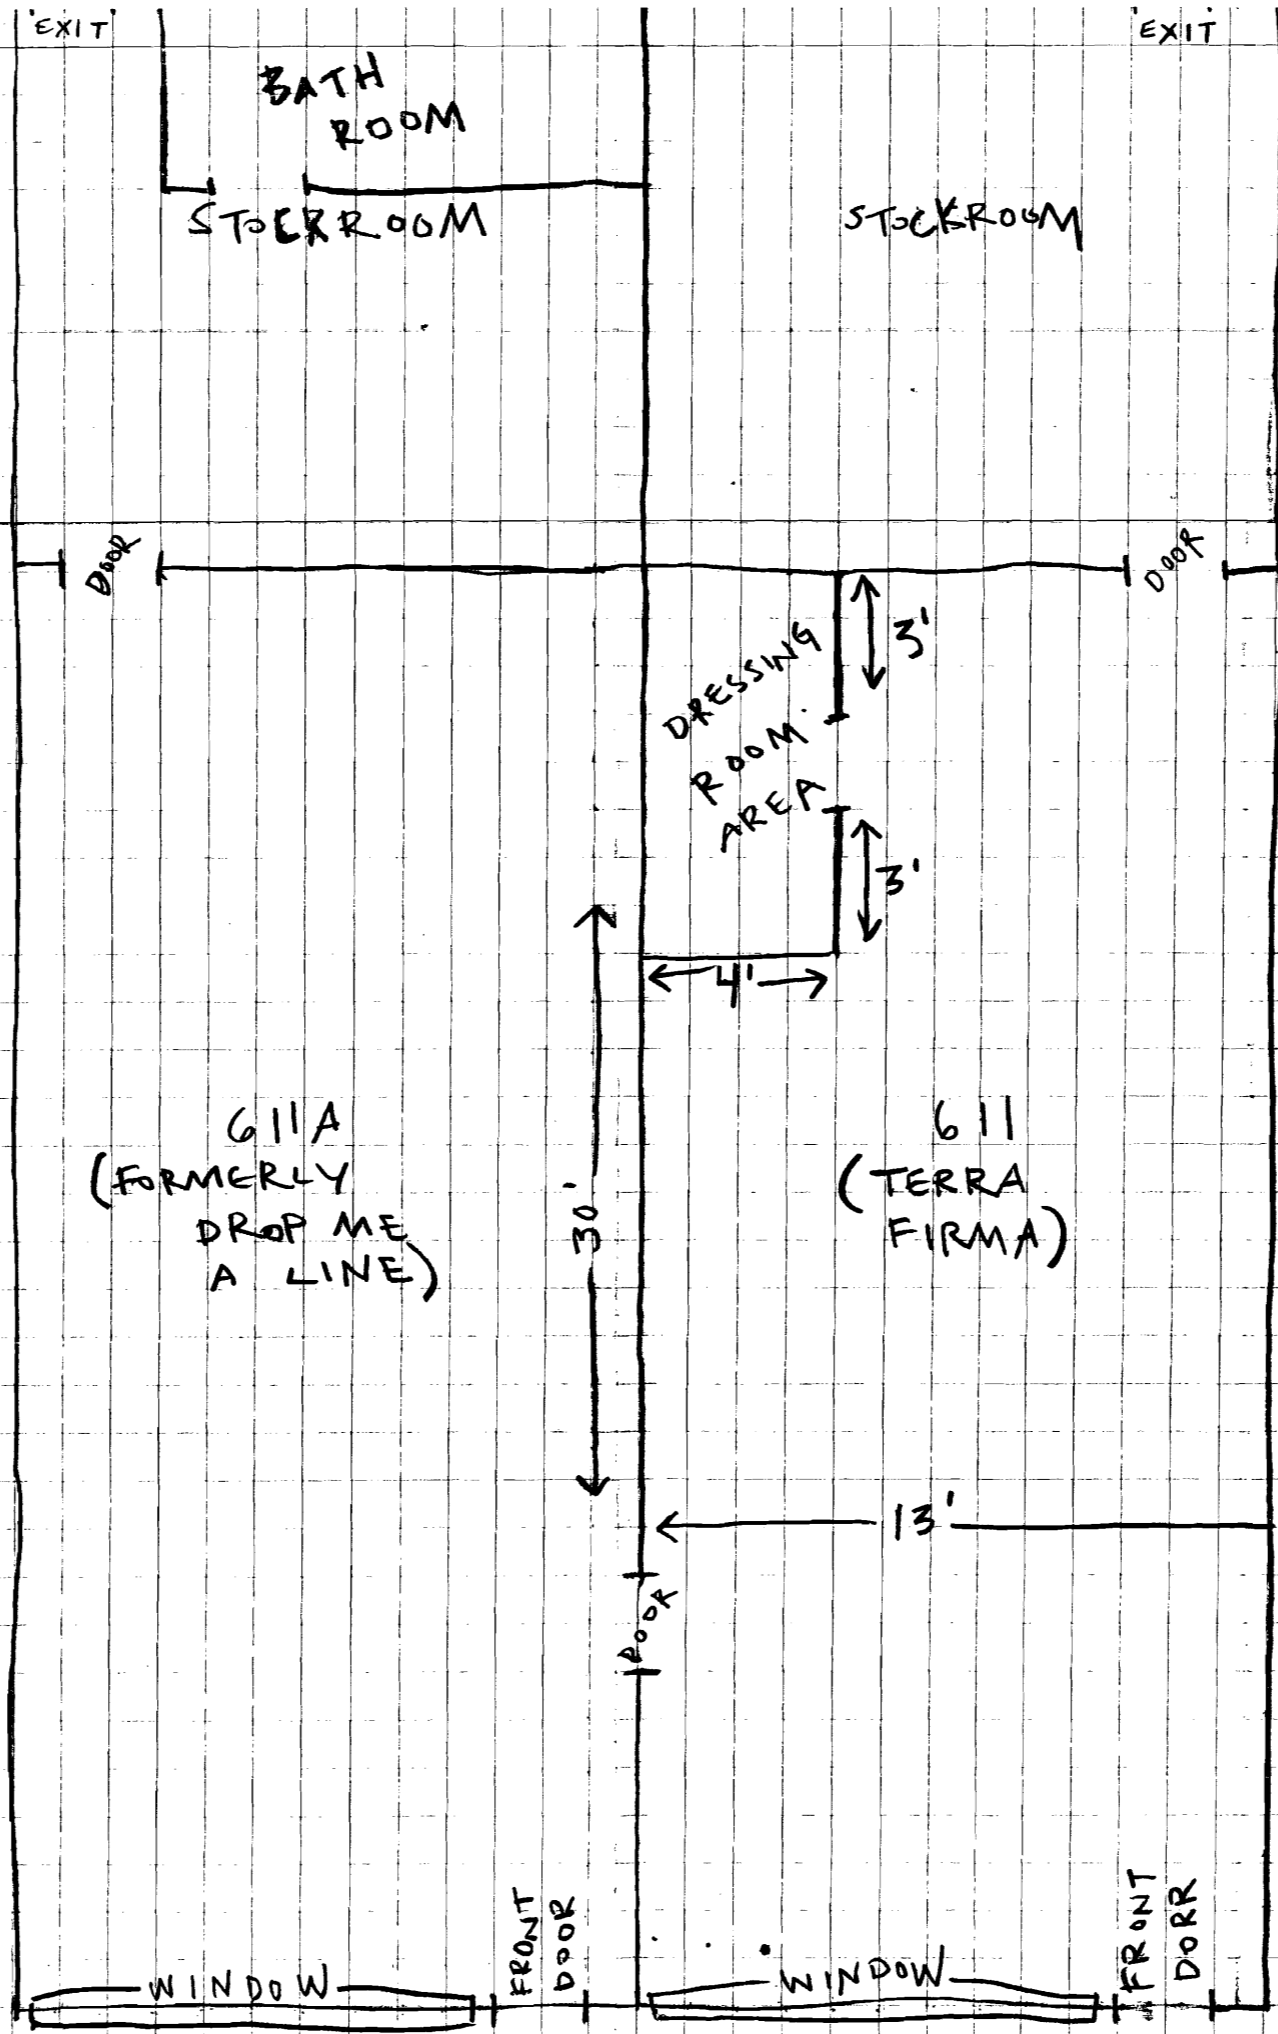 EXIT
EXIT
BATH
ROOM
STOCKROOM
STOCKROOM
DOOR
DOOR
3'
DRESSING
ROOM
AREA
3'
4'
611A
(FORMERLY
DROP ME
A LINE)
611
(TERRA
FIRMA)
30'
13'
DOOR
FRONT
DOOR
FRONT
DORR
WINDOW
WINDOW